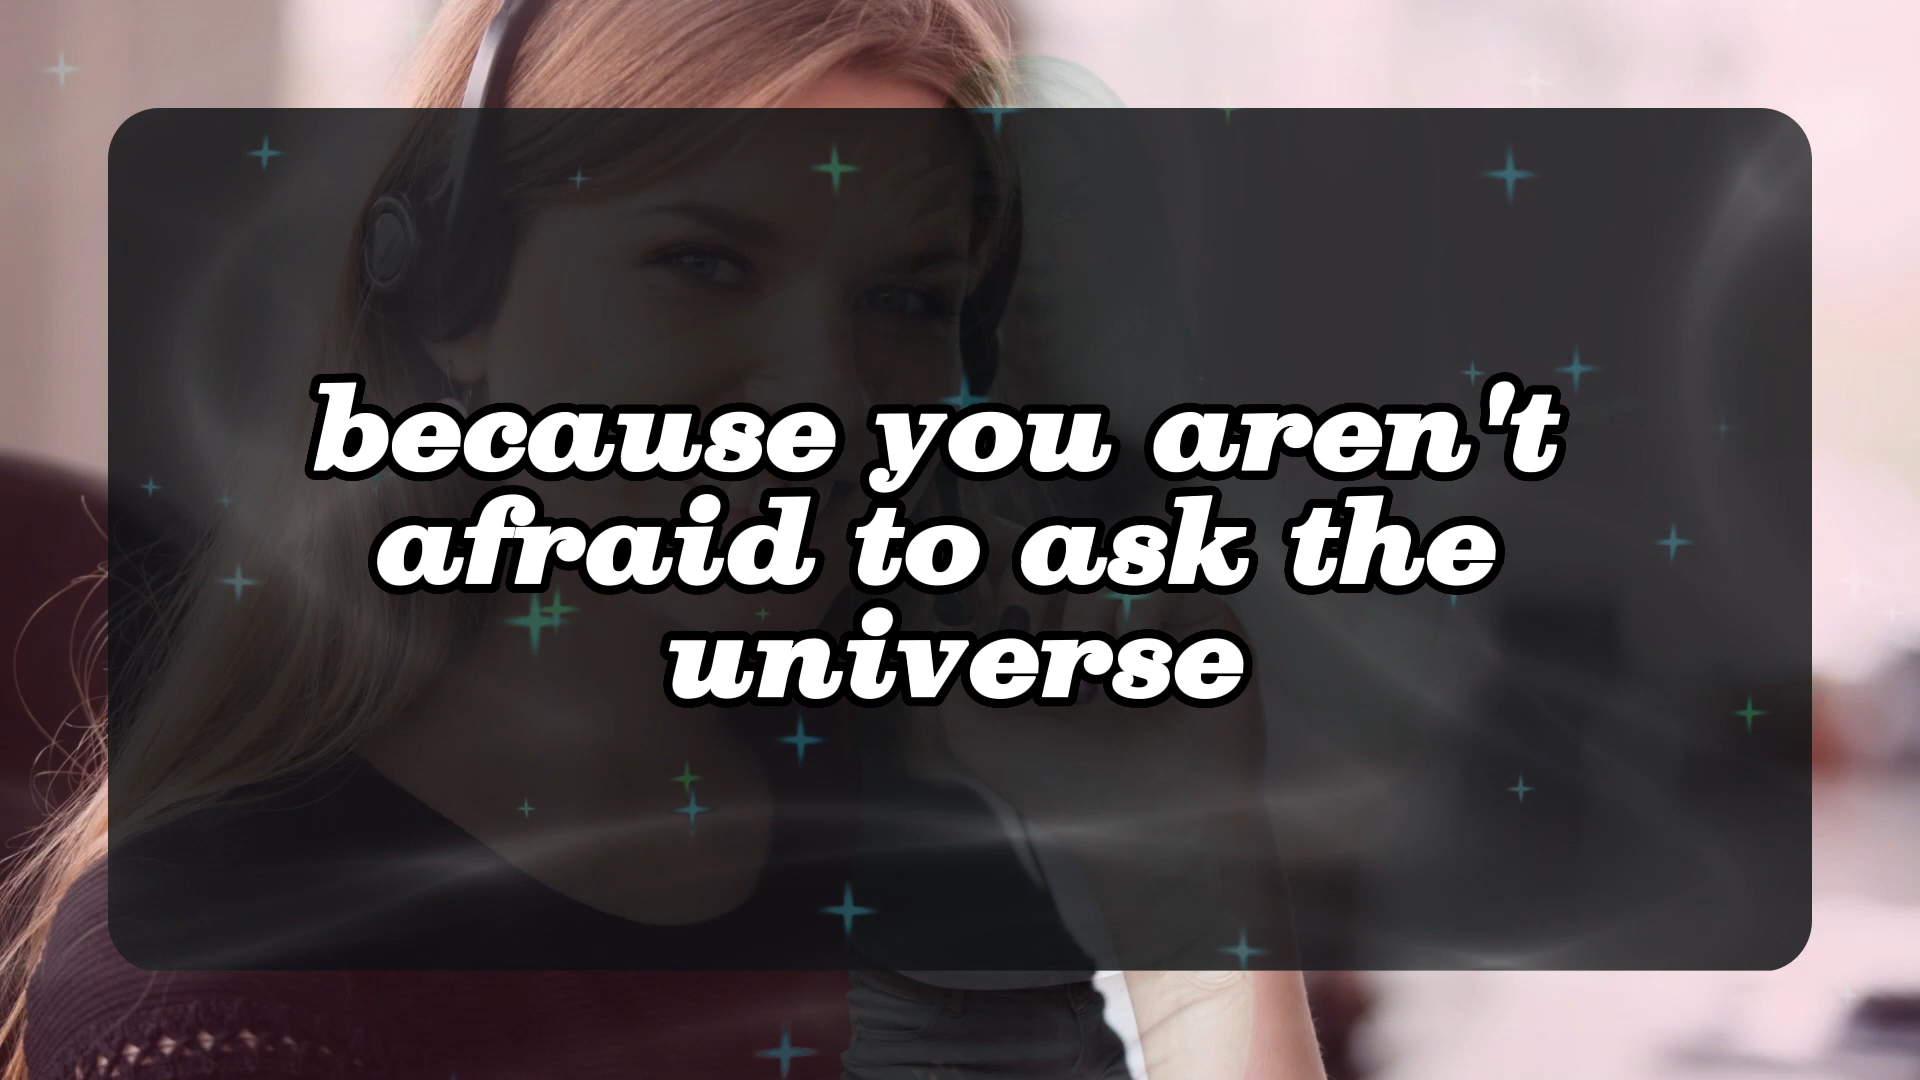 because you aren't
afraid to ask the
universe